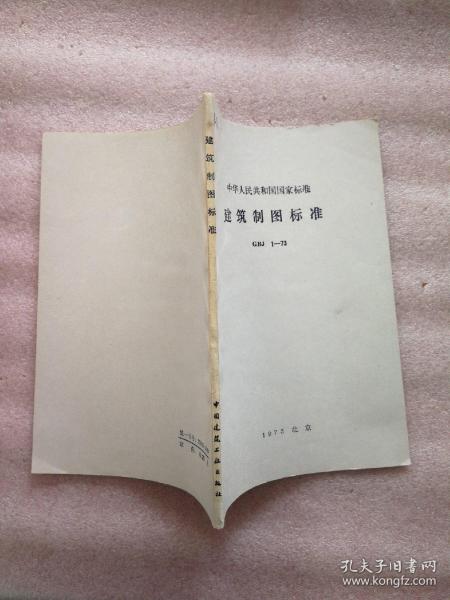 中华人民共和国国家标准
建筑制图标准
GBJ 1—73
1973 北京
建筑制图标准
中国建筑工业出版社
孔夫子旧书网
www.kongfz.com